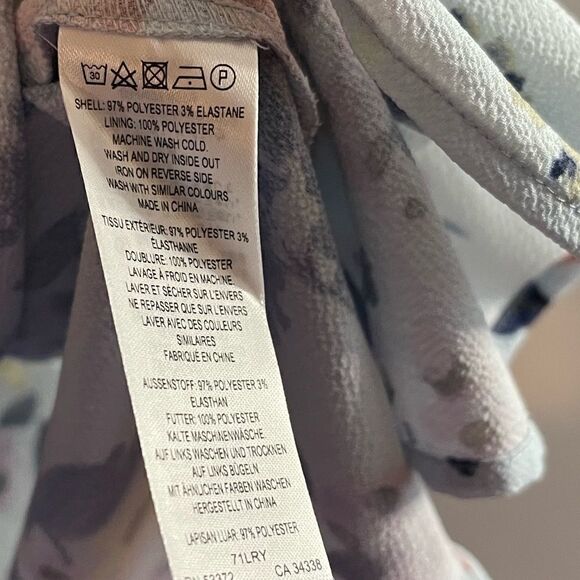 30 P
SHELL: 97% POLYESTER 3% ELASTANE
LINING: 100% POLYESTER
MACHINE WASH COLD.
WASH AND DRY INSIDE OUT
IRON ON REVERSE SIDE
WASH WITH SIMILAR COLOURS
MADE IN CHINA
TISSU EXTÉRIEUR: 97% POLYESTER 3%
ÉLASTHANNE
DOUBLURE: 100% POLYESTER
LAVAGE À FROID EN MACHINE.
LAVER ET SÉCHER SUR L'ENVERS
NE REPASSER QUE SUR L'ENVERS
LAVER AVEC DES COULEURS
SIMILAIRES
FABRIQUÉ EN CHINE
AUSSENSTOFF: 97% POLYESTER 3%
ELASTHAN
FUTTER: 100% POLYESTER
KALTE MASCHINENWÄSCHE
AUF LINKS WASCHEN UND TROCKNEN
AUF LINKS BÜGELN
MIT ÄHNLICHEN FARBEN WASCHEN
HERGESTELLT IN CHINA
LAPISAN LUAR: 97% POLYESTER
71LRY
RN 52372 CA 34338